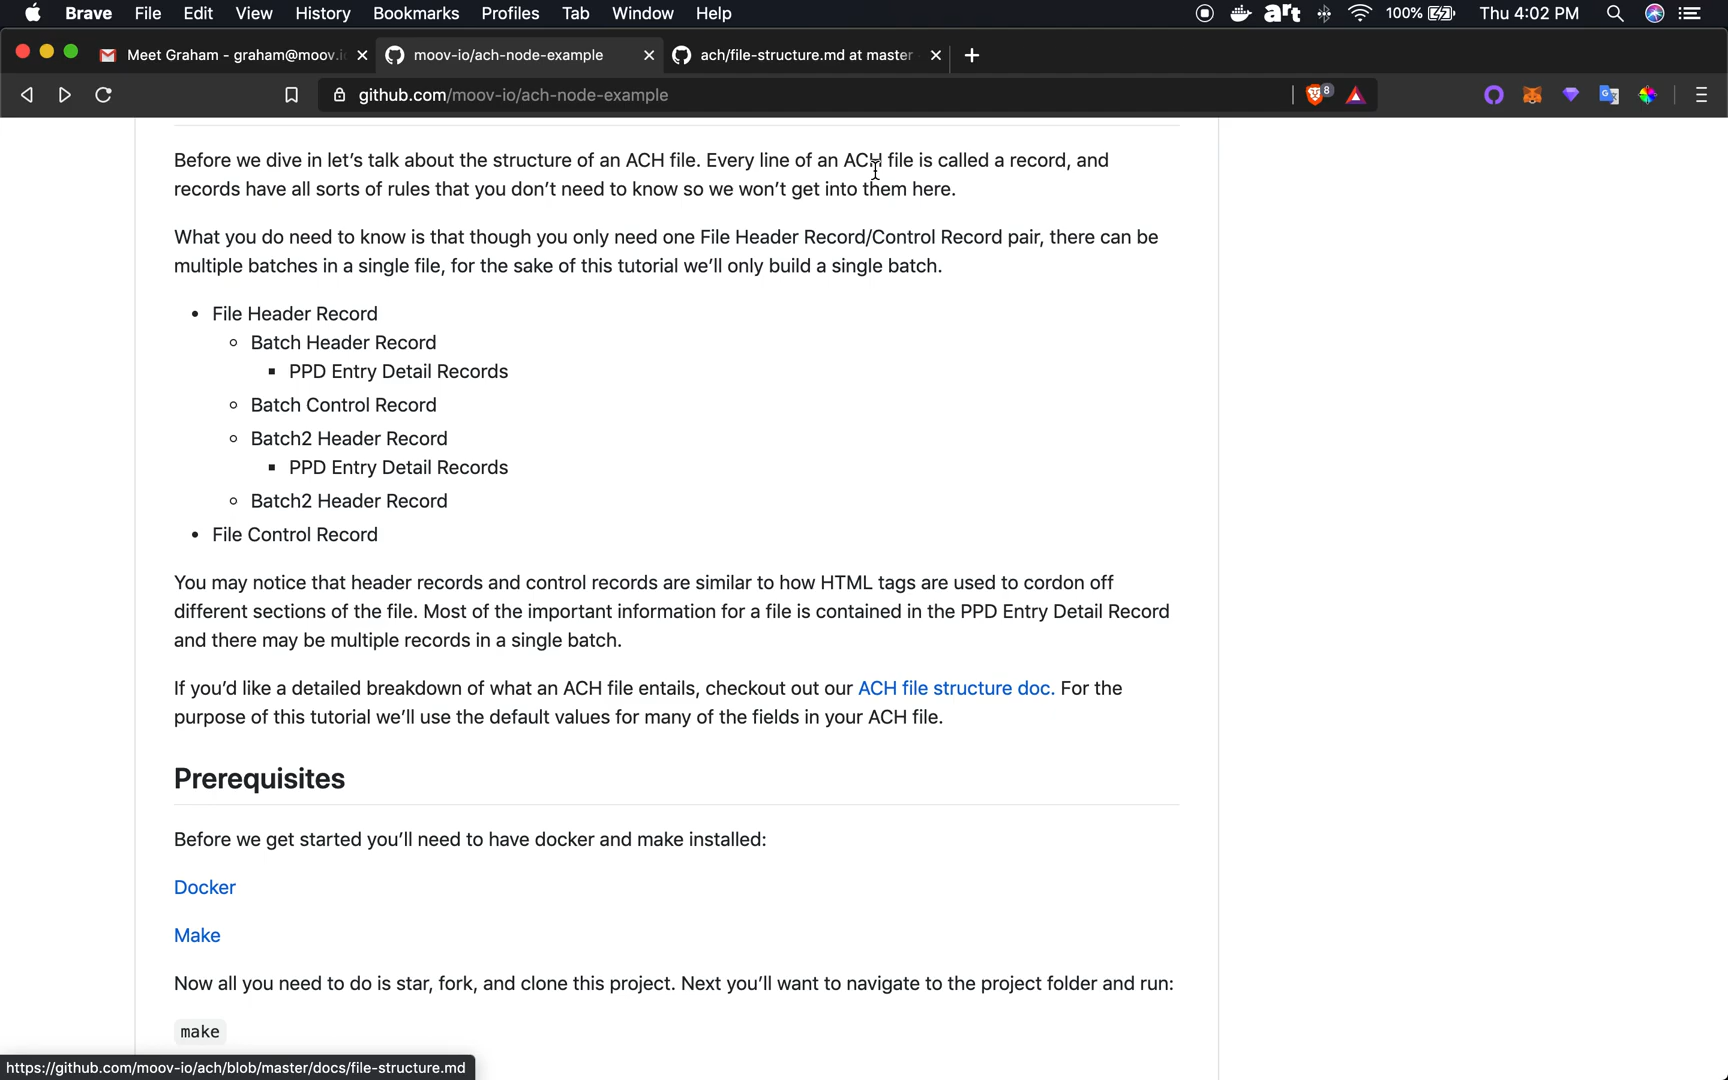 Brave File Edit View History Bookmarks Profiles Tab Window Help art 100% Thu 4:02 PM
Meet Graham - graham@moov.i moov-io/ach-node-example ach/file-structure.md at master
github.com/moov-io/ach-node-example 8
Before we dive in let’s talk about the structure of an ACH file. Every line of an ACH file is called a record, and
records have all sorts of rules that you don’t need to know so we won’t get into them here.
What you do need to know is that though you only need one File Header Record/Control Record pair, there can be
multiple batches in a single file, for the sake of this tutorial we’ll only build a single batch.
• File Header Record
◦ Batch Header Record
▪ PPD Entry Detail Records
◦ Batch Control Record
◦ Batch2 Header Record
▪ PPD Entry Detail Records
◦ Batch2 Header Record
• File Control Record
You may notice that header records and control records are similar to how HTML tags are used to cordon off
different sections of the file. Most of the important information for a file is contained in the PPD Entry Detail Record
and there may be multiple records in a single batch.
If you’d like a detailed breakdown of what an ACH file entails, checkout out our ACH file structure doc. For the
purpose of this tutorial we’ll use the default values for many of the fields in your ACH file.
Prerequisites
Before we get started you’ll need to have docker and make installed:
Docker
Make
Now all you need to do is star, fork, and clone this project. Next you’ll want to navigate to the project folder and run:
make
https://github.com/moov-io/ach/blob/master/docs/file-structure.md